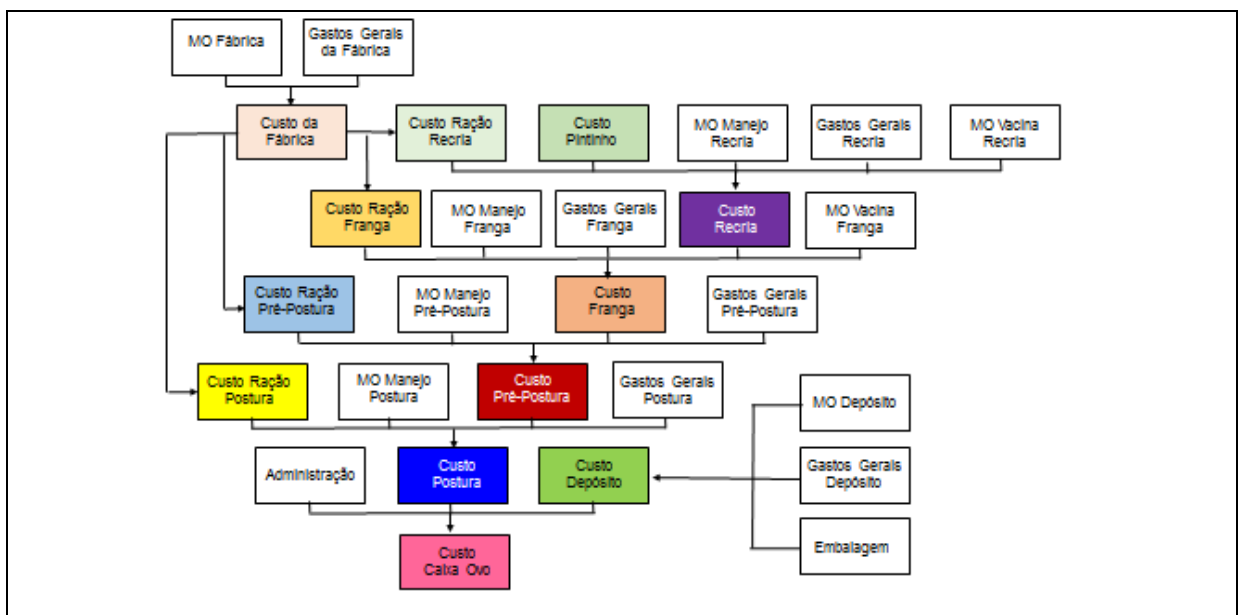 MO Fábrica
Gastos Gerais
da Fábrica
Custo da
Fábrica
Custo Ração
Recria
Custo
Pintinho
MO Manejo
Recria
Gastos Gerais
Recria
MO Vacina
Recria
Custo Ração
Franga
MO Manejo
Franga
Gastos Gerais
Franga
Custo
Recria
MO Vacina
Franga
Custo Ração
Pré-Postura
MO Manejo
Pré-Postura
Custo
Franga
Gastos Gerais
Pré-Postura
Custo Ração
Postura
MO Manejo
Postura
Custo
Pré-Postura
Gastos Gerais
Postura
MO Depósito
Administração
Custo
Postura
Custo
Depósito
Gastos Gerais
Depósito
Custo
Caixa Ovo
Embalagem